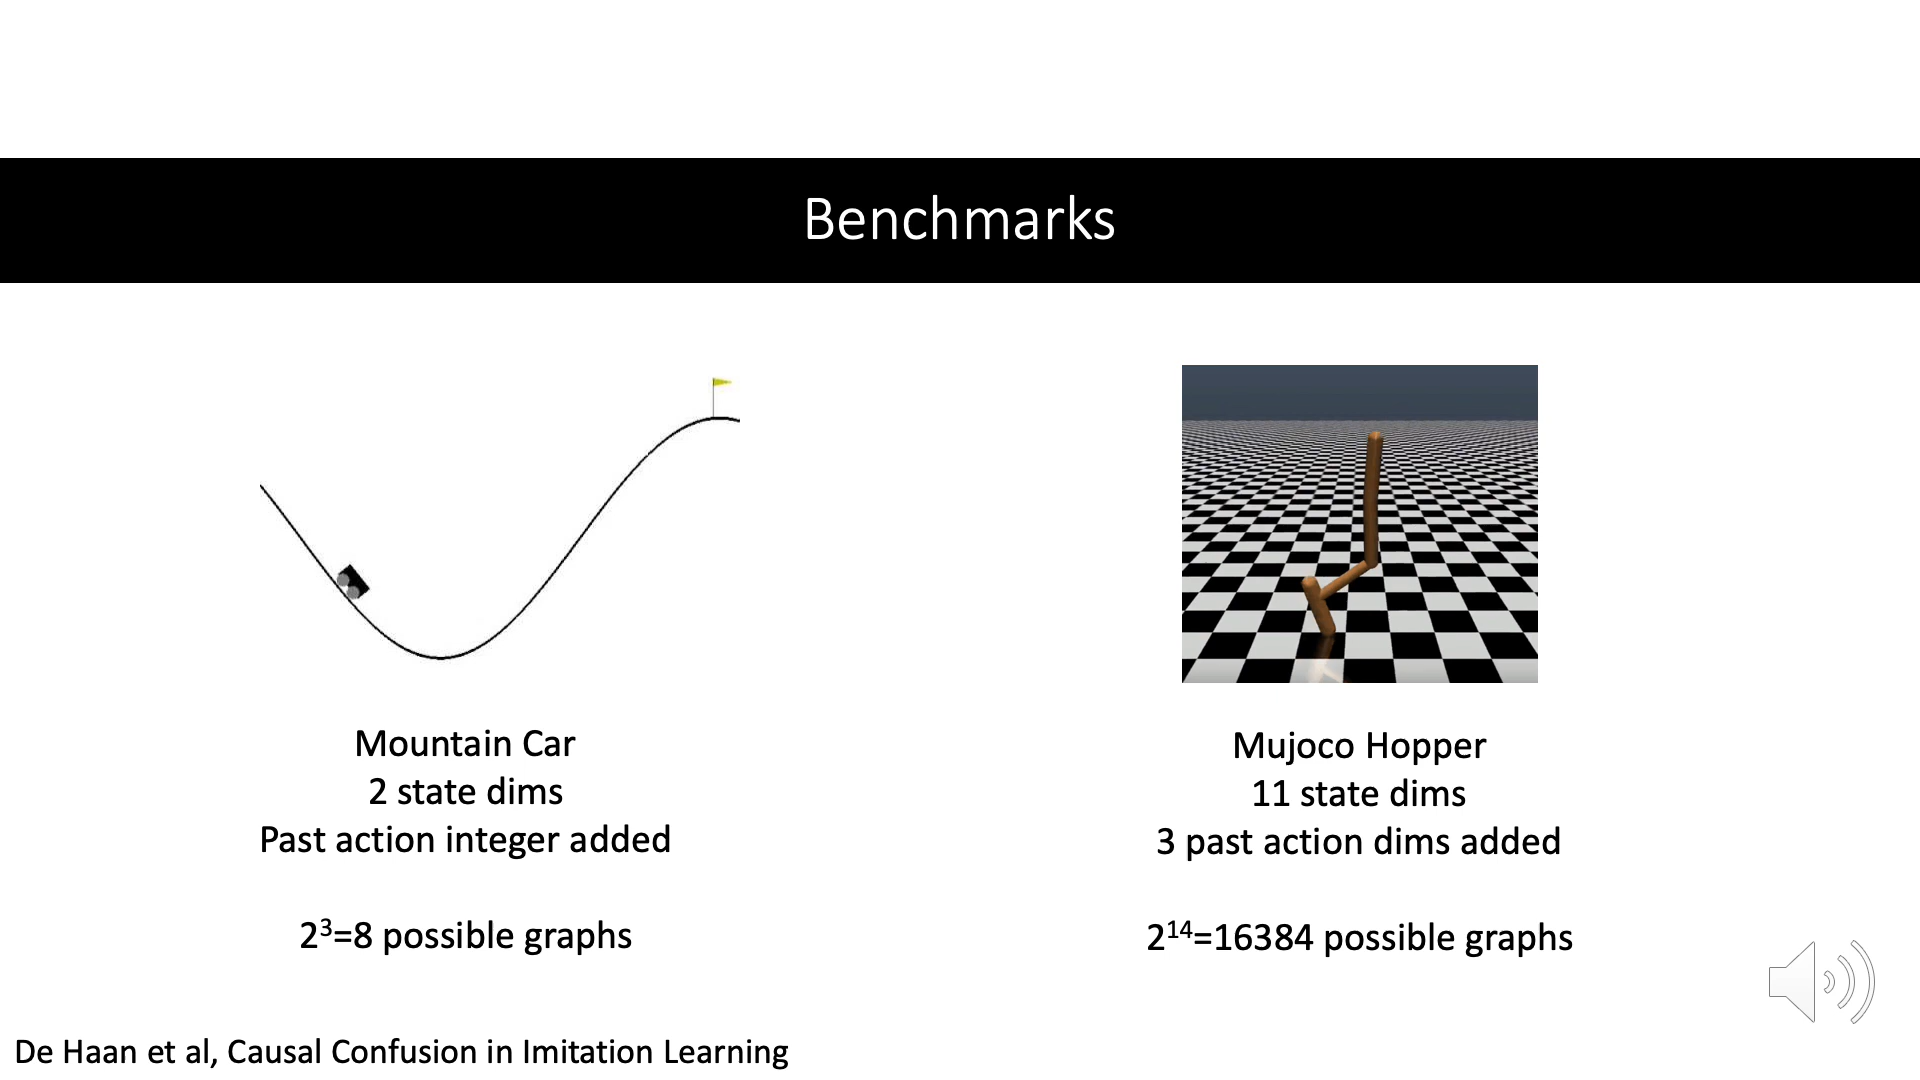 Benchmarks
Mountain Car
2 state dims
Past action integer added
2³=8 possible graphs
Mujoco Hopper
11 state dims
3 past action dims added
2¹⁴=16384 possible graphs
De Haan et al, Causal Confusion in Imitation Learning